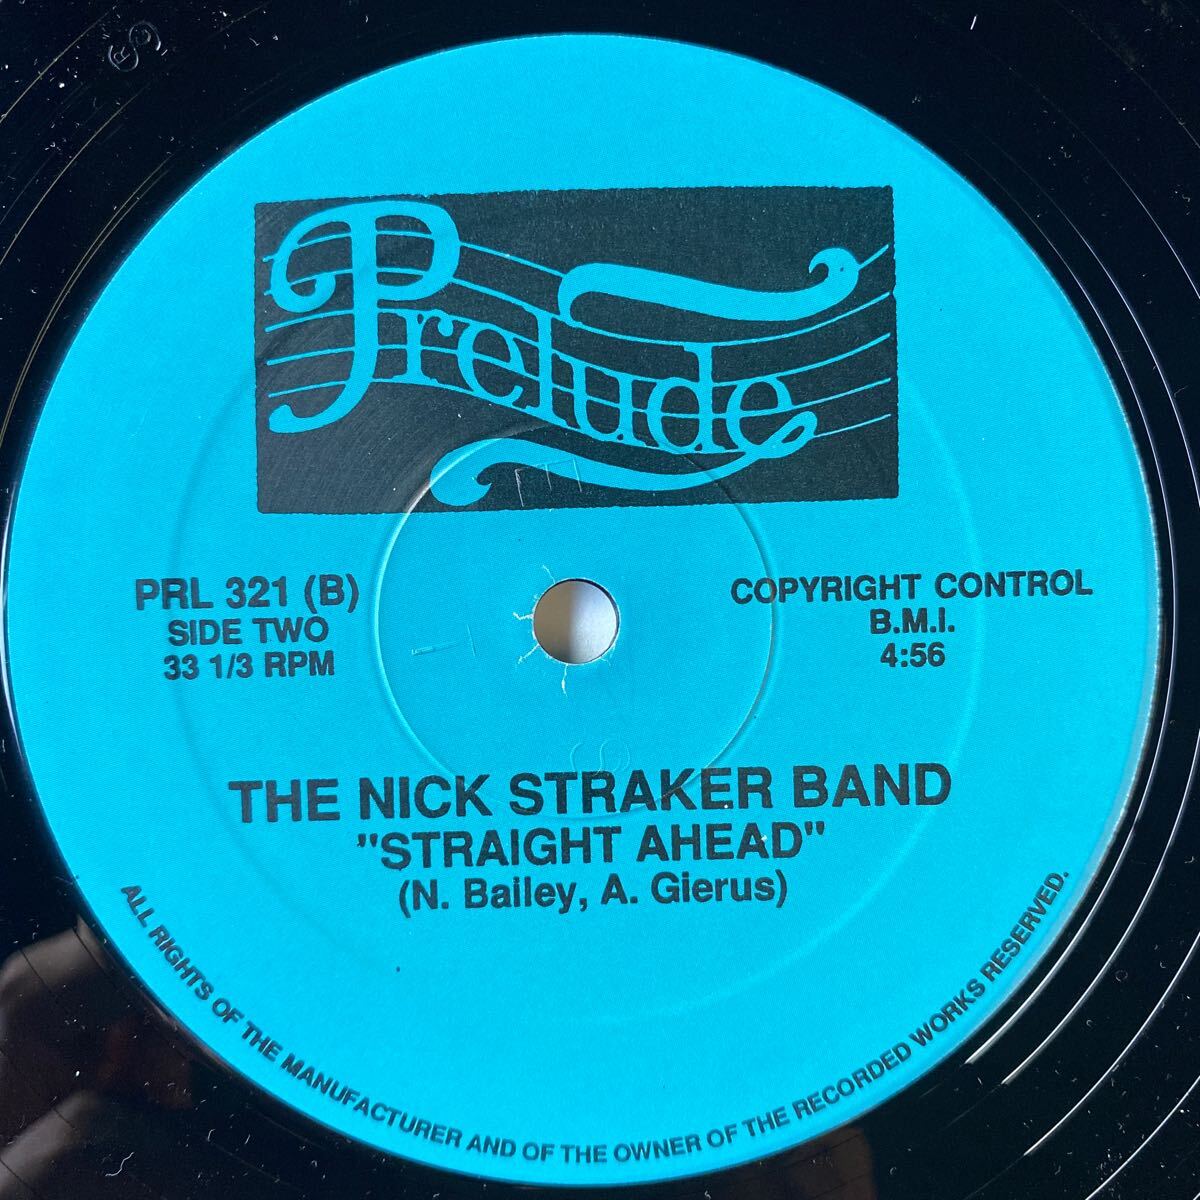 Prelude
PRL 321 (B)
SIDE TWO
33 1/3 RPM
COPYRIGHT CONTROL
B.M.I.
4:56
THE NICK STRAKER BAND
"STRAIGHT AHEAD"
(N. Bailey, A. Gierus)
ALL RIGHTS OF THE MANUFACTURER AND OF THE OWNER OF THE RECORDED WORKS RESERVED.